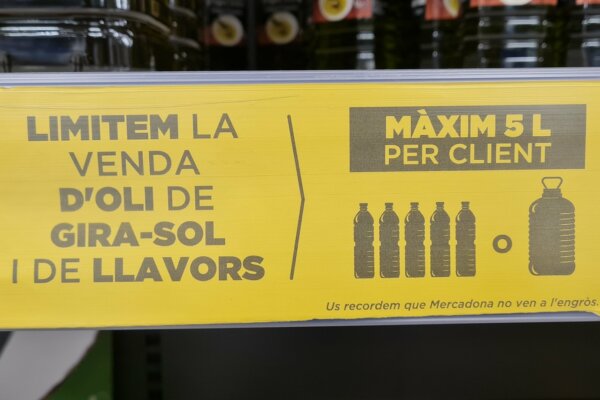 LIMITEM LA
VENDA
D'OLI DE
GIRA-SOL
I DE LLAVORS
MÀXIM 5 L
PER CLIENT
o
Us recordem que Mercadona no ven a l'engròs.